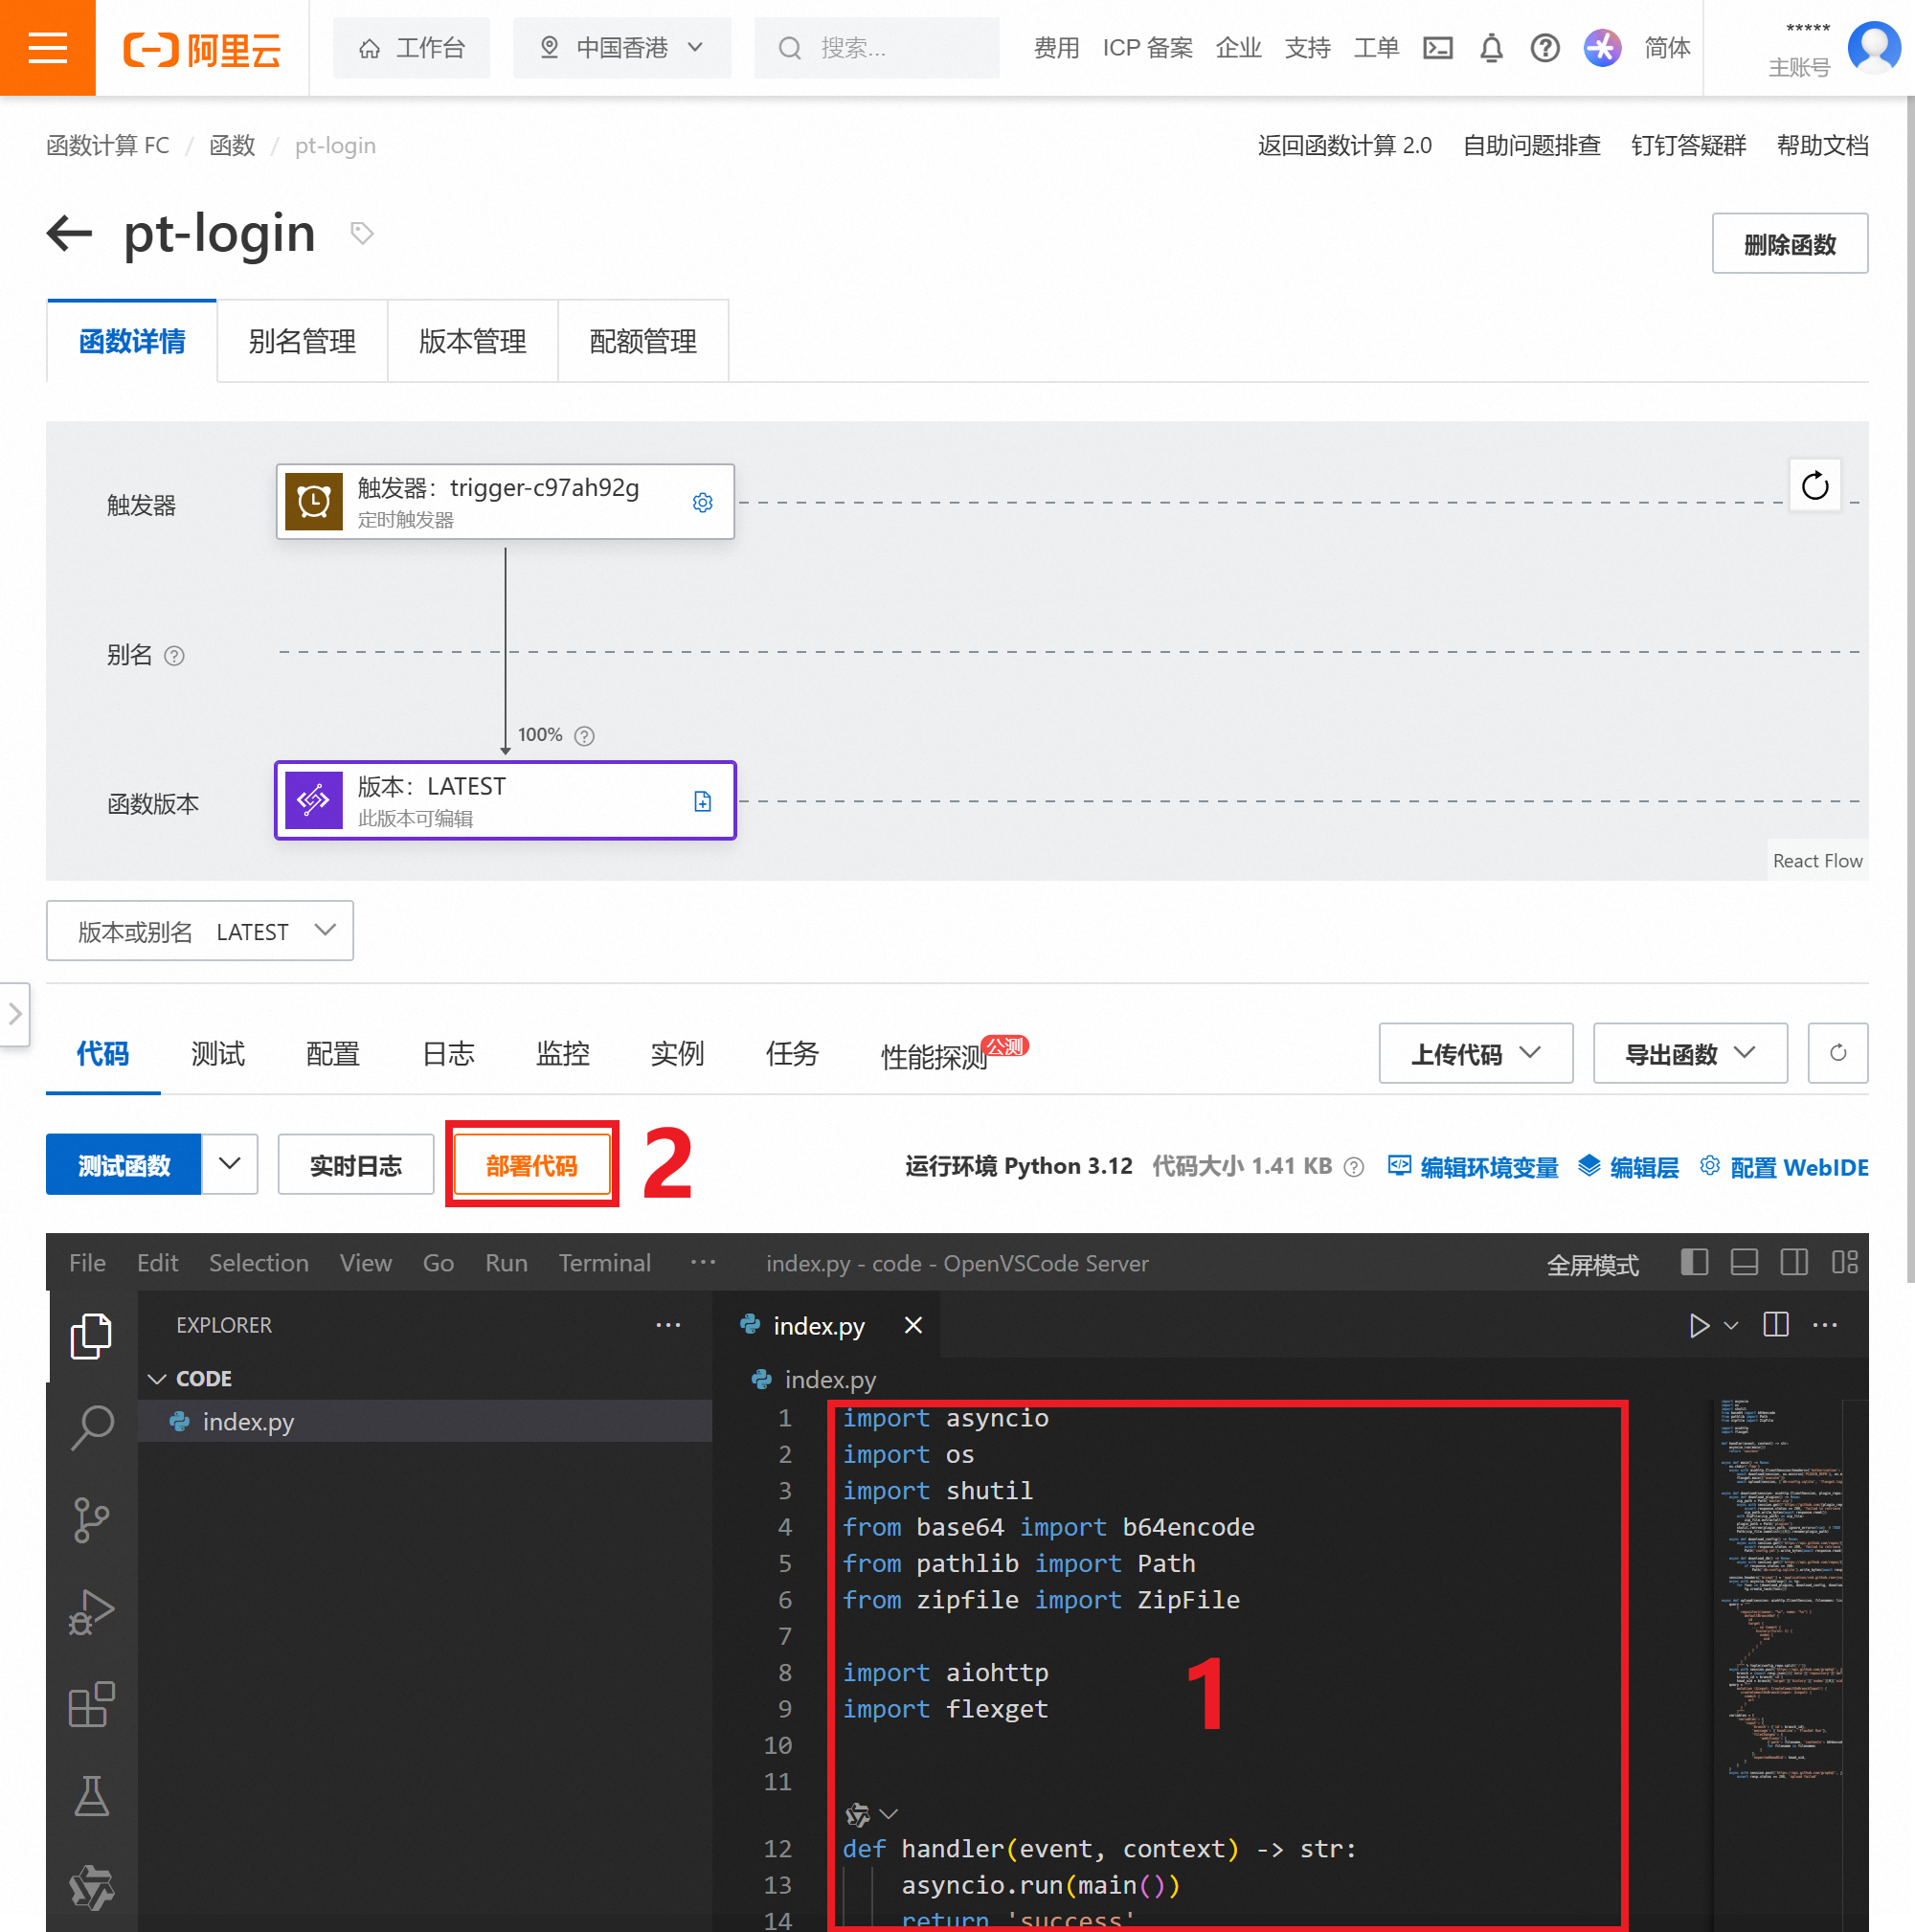 阿里云
工作台
中国香港
搜索...
费用 ICP 备案 企业 支持 工单 简体
*****
主账号
函数计算 FC / 函数 / pt-login
返回函数计算 2.0 自助问题排查 钉钉答疑群 帮助文档
pt-login
删除函数
函数详情 别名管理 版本管理 配额管理
触发器
触发器：trigger-c97ah92g
定时触发器
别名
100%
函数版本
版本：LATEST
此版本可编辑
React Flow
版本或别名 LATEST
代码 测试 配置 日志 监控 实例 任务 性能探测 公测
上传代码 导出函数
测试函数 实时日志 部署代码 2
运行环境 Python 3.12 代码大小 1.41 KB 编辑环境变量 编辑层 配置 WebIDE
File Edit Selection View Go Run Terminal ··· index.py - code - OpenVSCode Server 全屏模式
EXPLORER ···
index.py
CODE
index.py
index.py
1 import asyncio
2 import os
3 import shutil
4 from base64 import b64encode
5 from pathlib import Path
6 from zipfile import ZipFile
7
8 import aiohttp
9 import flexget
1
10
11
12 def handler(event, context) -> str:
13 asyncio.run(main())
14 return 'success'